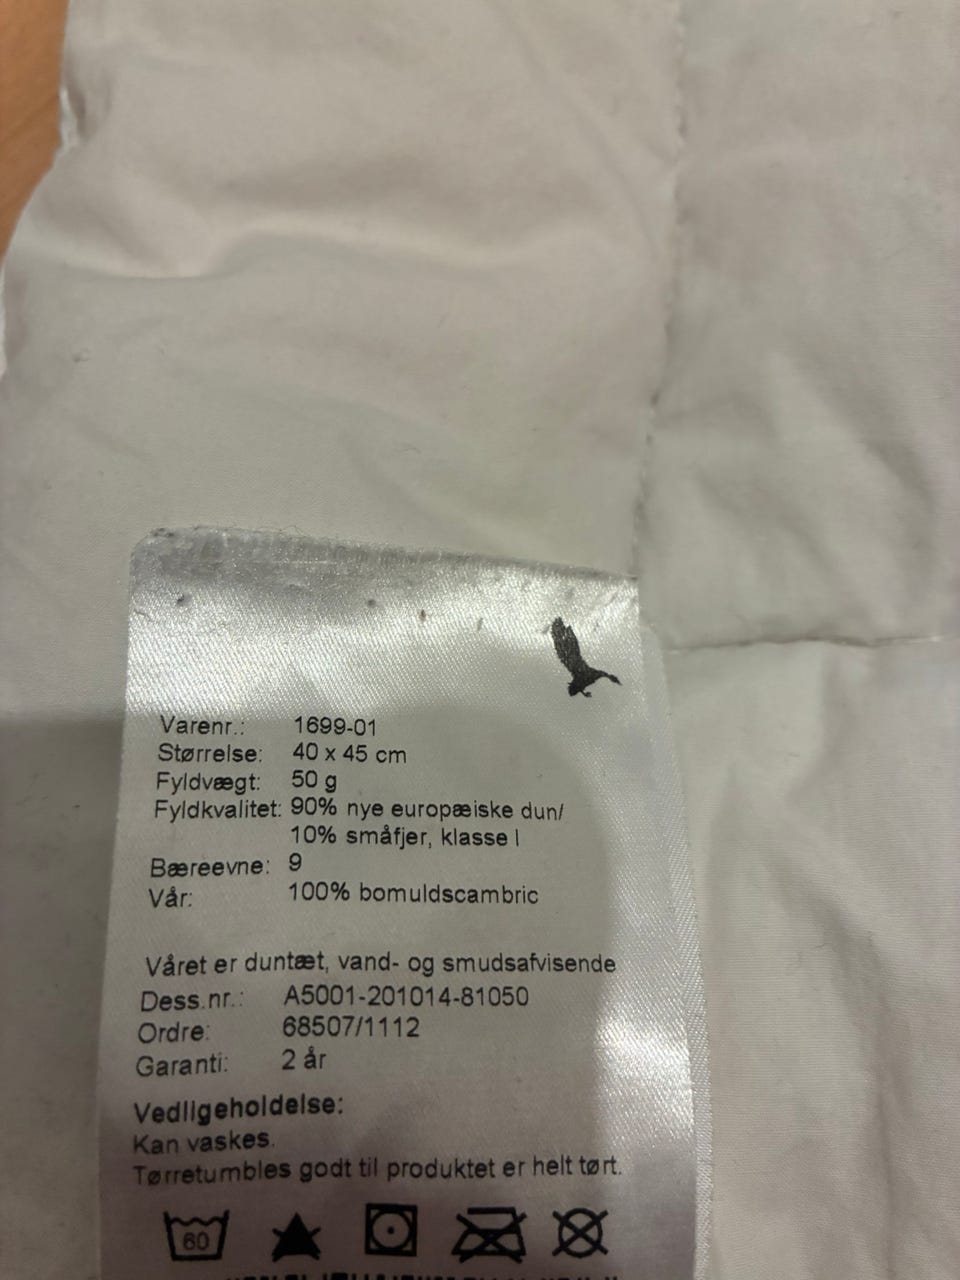 Varenr.: 1699-01
Størrelse: 40 x 45 cm
Fyldvægt: 50 g
Fyldkvalitet: 90% nye europæiske dun/
10% småfjer, klasse I
Bæreevne: 9
Vår: 100% bomuldscambric
Våret er duntæt, vand- og smudsafvisende
Dess.nr.: A5001-201014-81050
Ordre: 68507/1112
Garanti: 2 år
Vedligeholdelse:
Kan vaskes.
Tørretumbles godt til produktet er helt tørt.
60